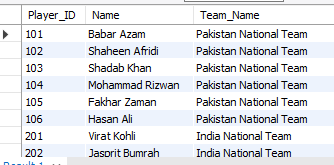 Player_ID Name Team_Name
101 Babar Azam Pakistan National Team
102 Shaheen Afridi Pakistan National Team
103 Shadab Khan Pakistan National Team
104 Mohammad Rizwan Pakistan National Team
105 Fakhar Zaman Pakistan National Team
106 Hasan Ali Pakistan National Team
201 Virat Kohli India National Team
202 Jasprit Bumrah India National Team